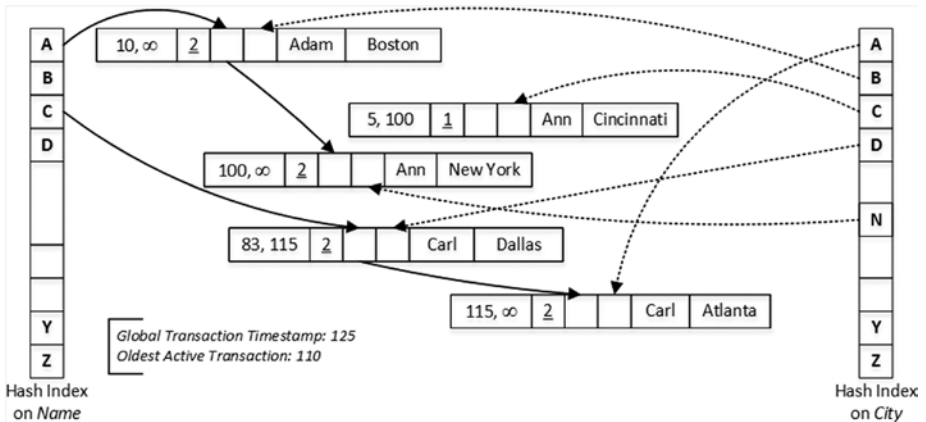 A
B
C
D
Y
Z
Hash Index
on Name
10, ∞ 2 Adam Boston
5, 100 1 Ann Cincinnati
100, ∞ 2 Ann New York
83, 115 2 Carl Dallas
115, ∞ 2 Carl Atlanta
Global Transaction Timestamp: 125
Oldest Active Transaction: 110
A
B
C
D
N
Y
Z
Hash Index
on City